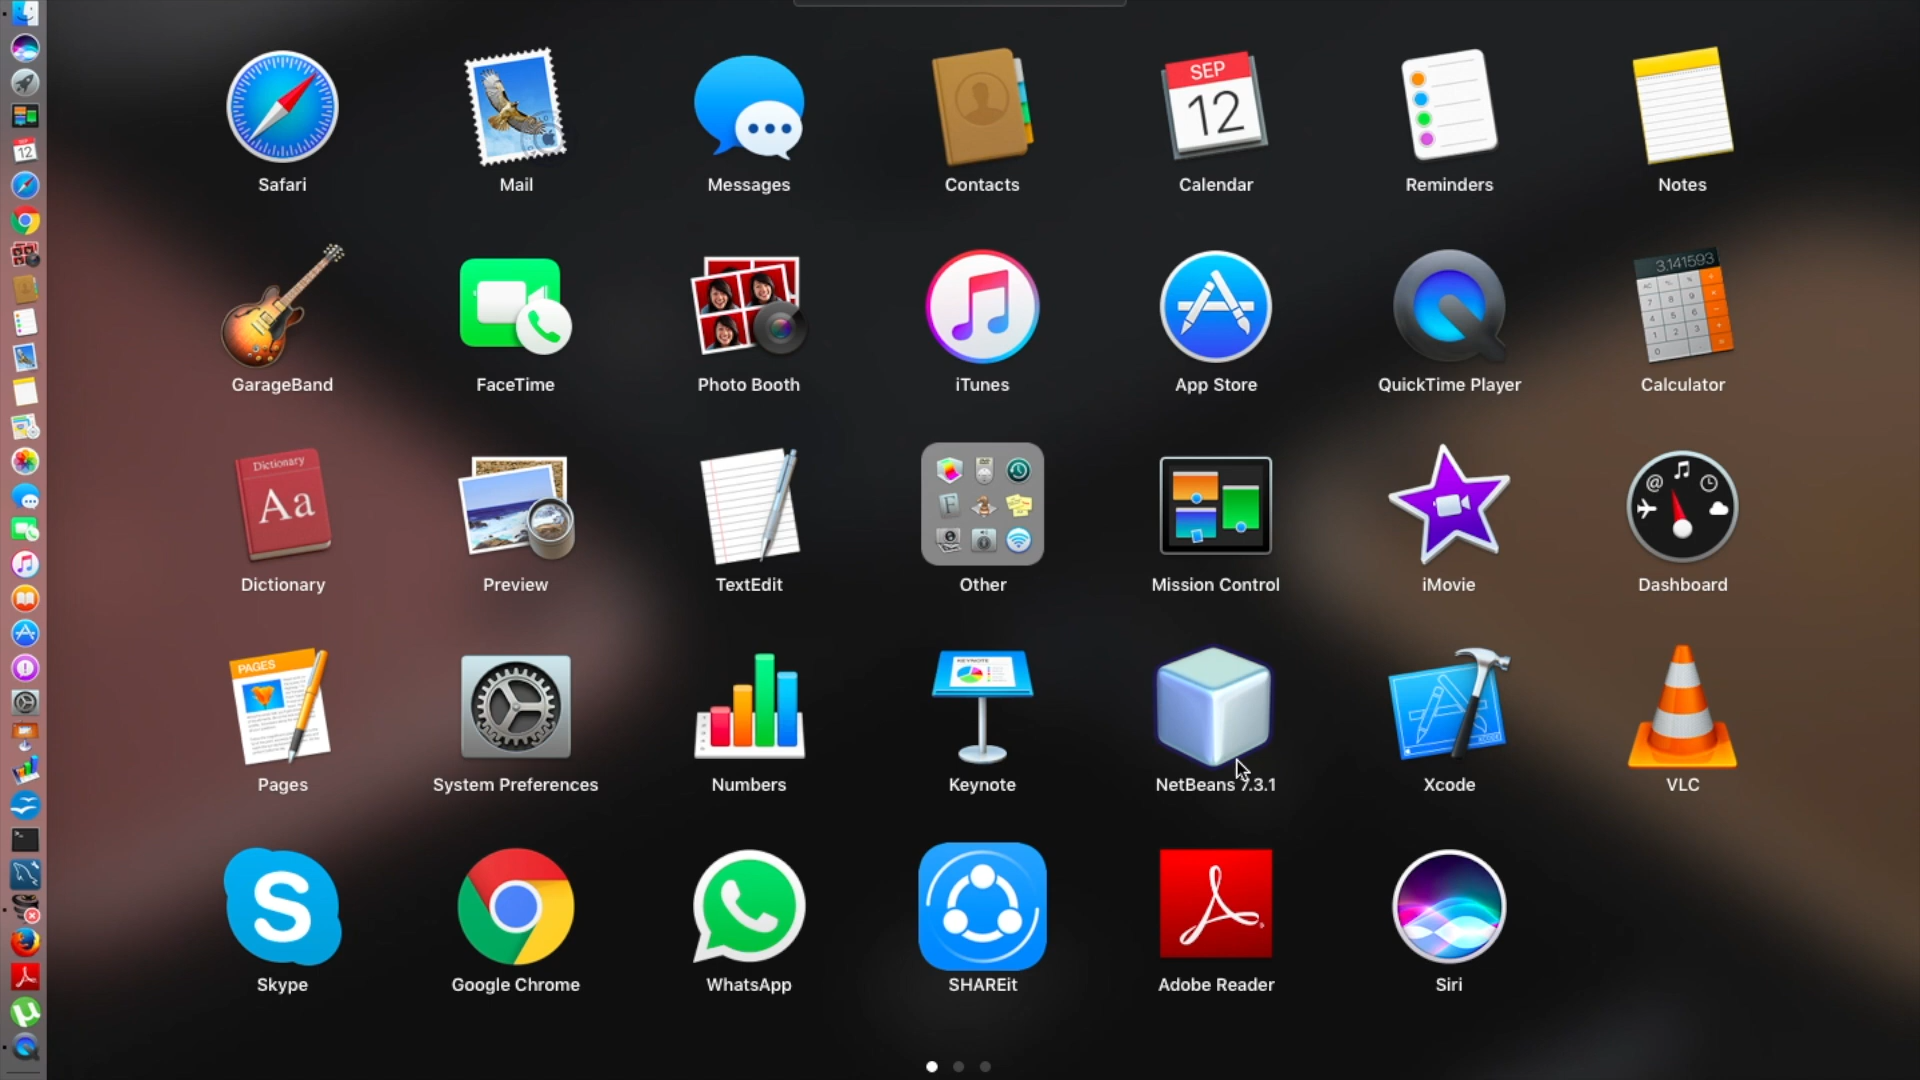 SEP
12
Safari
Mail
Messages
Contacts
Calendar
Reminders
Notes
3.141593
GarageBand
FaceTime
Photo Booth
iTunes
App Store
QuickTime Player
Calculator
Dictionary
Aa
Dictionary
Preview
TextEdit
Other
Mission Control
iMovie
Dashboard
PAGES
KEYNOTE
Pages
System Preferences
Numbers
Keynote
NetBeans 7.3.1
Xcode
VLC
S
Skype
Google Chrome
WhatsApp
SHAREit
Adobe Reader
Siri